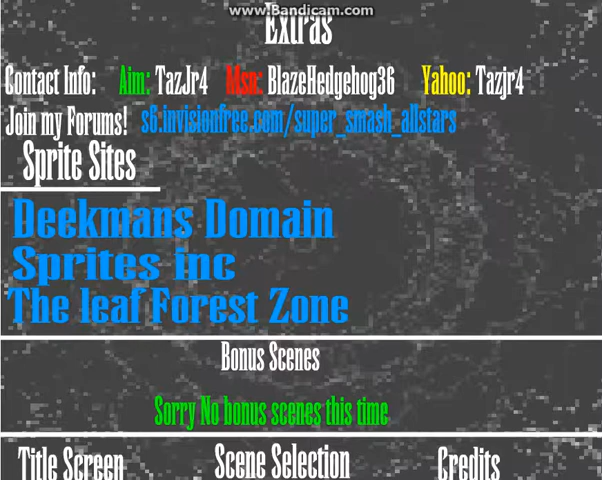 www.Bandicam.com
Extras
Contact Info: Aim: TazJr4 Msn: BlazeHedgehog36 Yahoo: Tazjr4
Join my Forums! s6.invisionfree.com/super_smash_allstars
Sprite Sites
Deekmans Domain
Sprites inc
The leaf Forest Zone
Bonus Scenes
Sorry No bonus scenes this time
Title Screen Scene Selection Credits